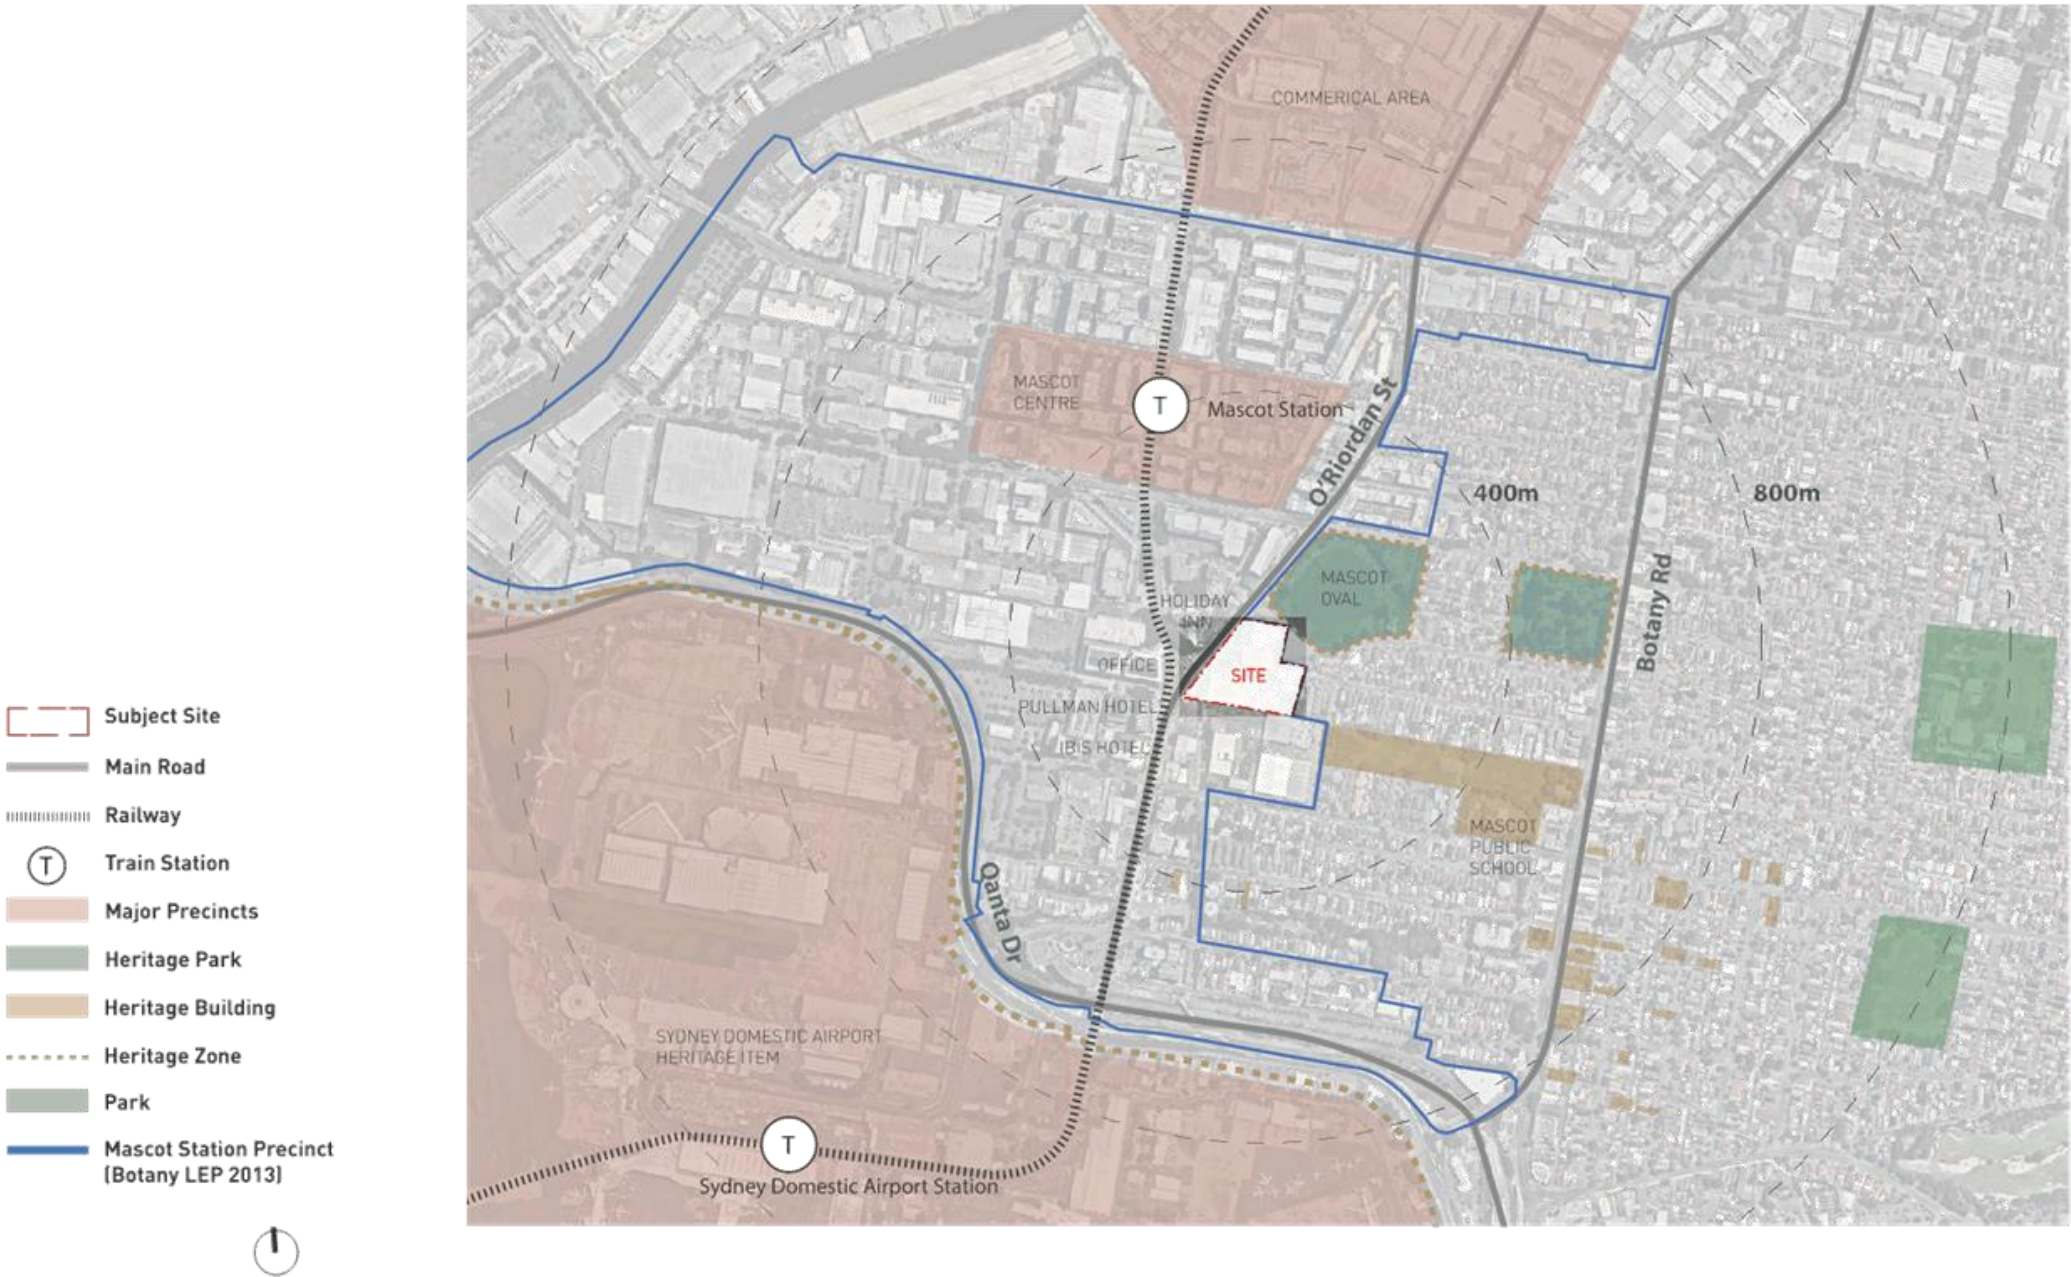 COMMERICAL AREA
MASCOT
CENTRE
T
Mascot Station
O'Riordan St
400m
800m
MASCOT
OVAL
HOLIDAY
INN
OFFICE
SITE
Botany Rd
PULLMAN HOTEL
IBIS HOTEL
MASCOT
PUBLIC
SCHOOL
Qanta Dr
SYDNEY DOMESTIC AIRPORT
HERITAGE ITEM
T
Sydney Domestic Airport Station
Subject Site
Main Road
Railway
T
Train Station
Major Precincts
Heritage Park
Heritage Building
Heritage Zone
Park
Mascot Station Precinct
(Botany LEP 2013)